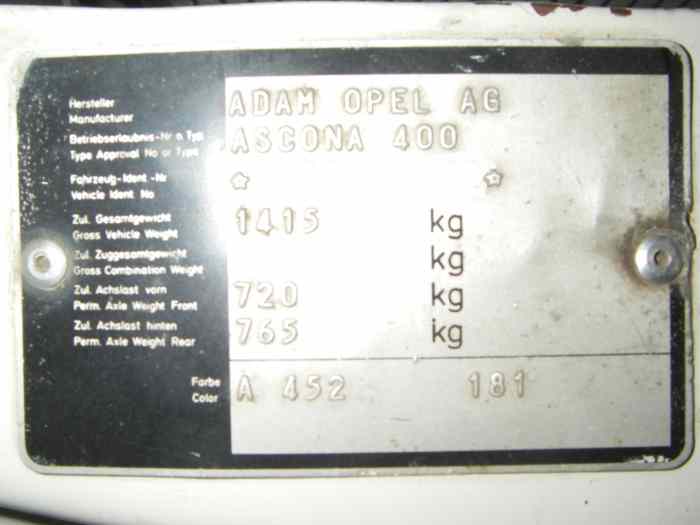 Hersteller
Manufacturer ADAM OPEL AG
Betriebserlaubnis-Nr o Typ
Type Approval No or Type ASCONA 400
Fahrzeug-Ident.-Nr
Vehicle Ident No
Zul. Gesamtgewicht 1415 kg
Gross Vehicle Weight
Zul. Zuggesamtgewicht kg
Gross Combination Weight
Zul. Achslast vorn 720 kg
Perm. Axle Weight Front
Zul. Achslast hinten 765 kg
Perm. Axle Weight Rear
Farbe A 452 181
Color